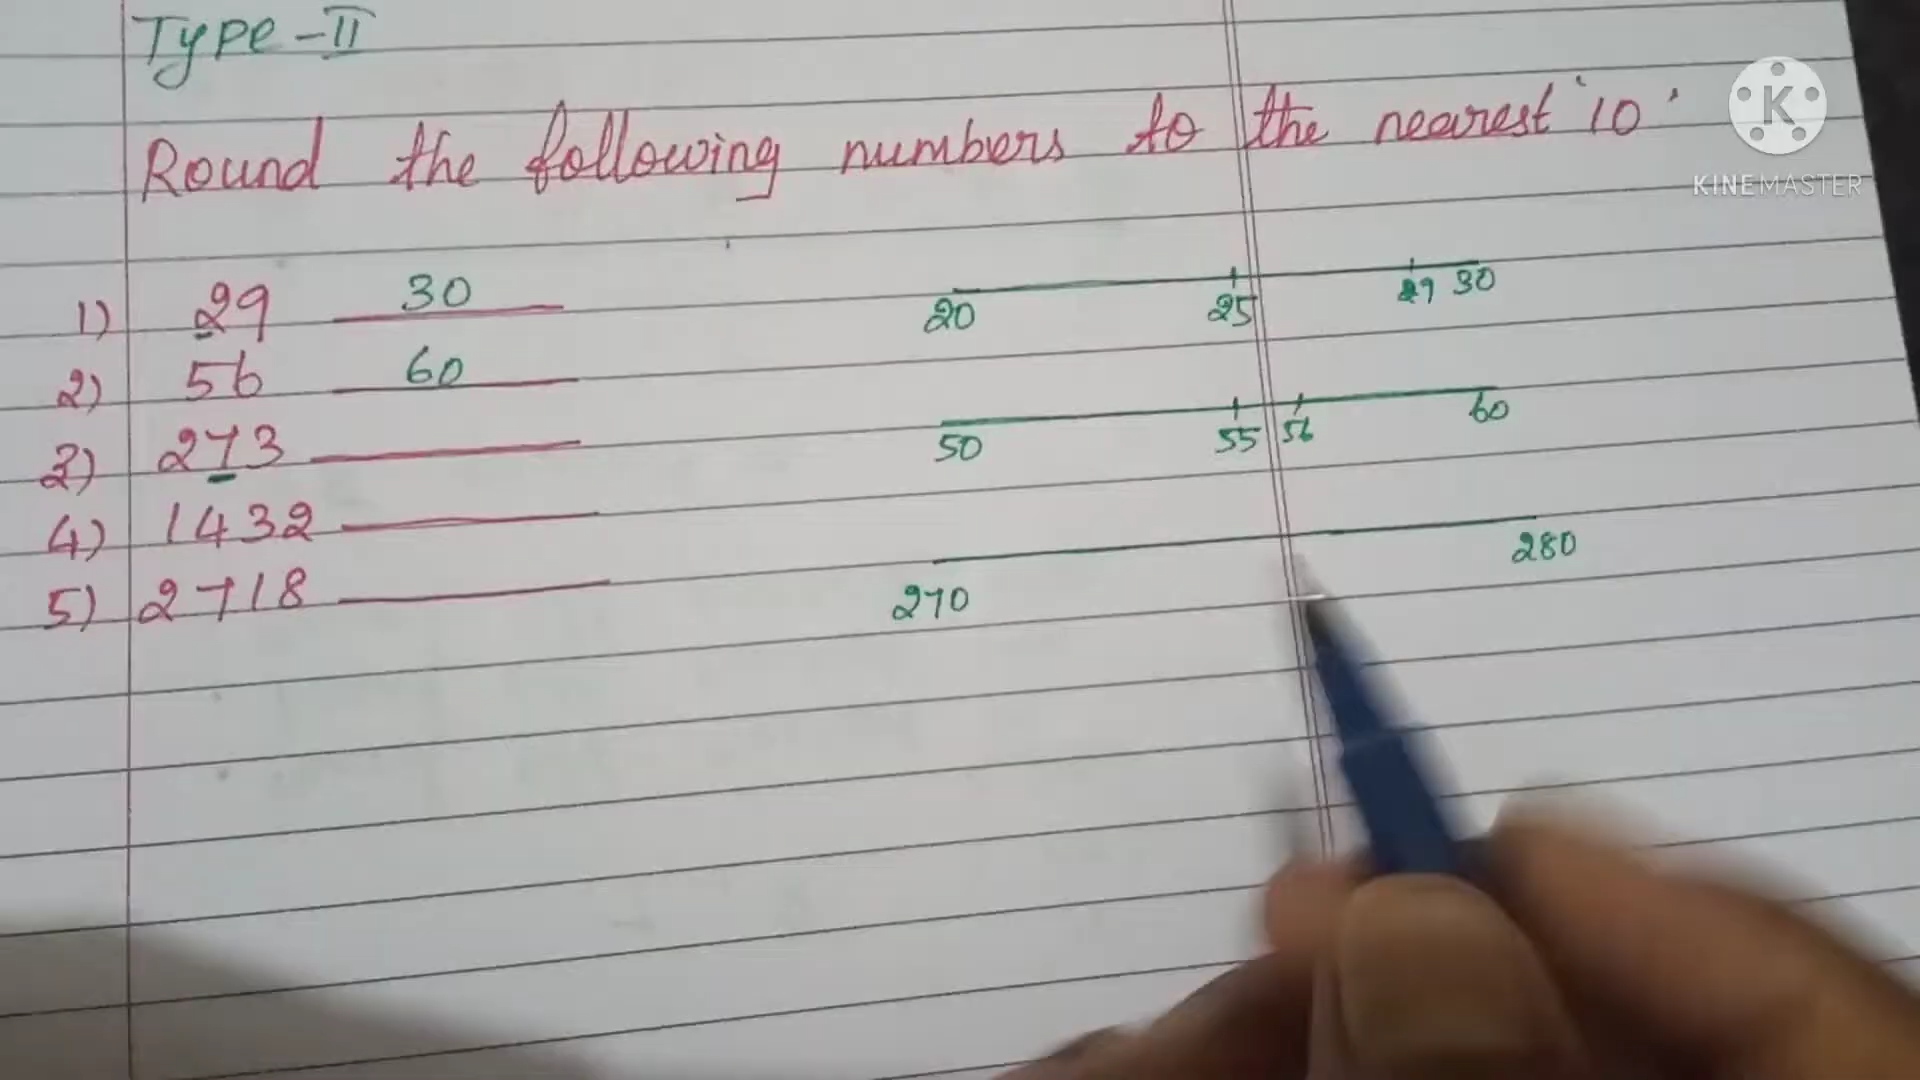 Type-II
Round the following numbers to the nearest '10'
1) 29 30
20 25 29 30
2) 56 60
50 55 56 60
3) 273
270 280
4) 1432
5) 2718
K
KINEMASTER